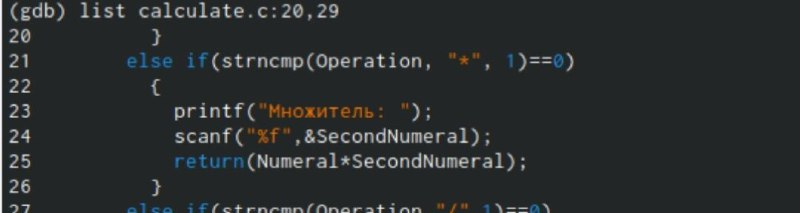 (gdb) list calculate.c:20,29
20            }
21         else if(strncmp(Operation, "*", 1)==0)
22            {
23              printf("Множитель: ");
24              scanf("%f",&SecondNumeral);
25              return(Numeral*SecondNumeral);
26            }
27         else if(strncmp(Operation,"/",1)==0)